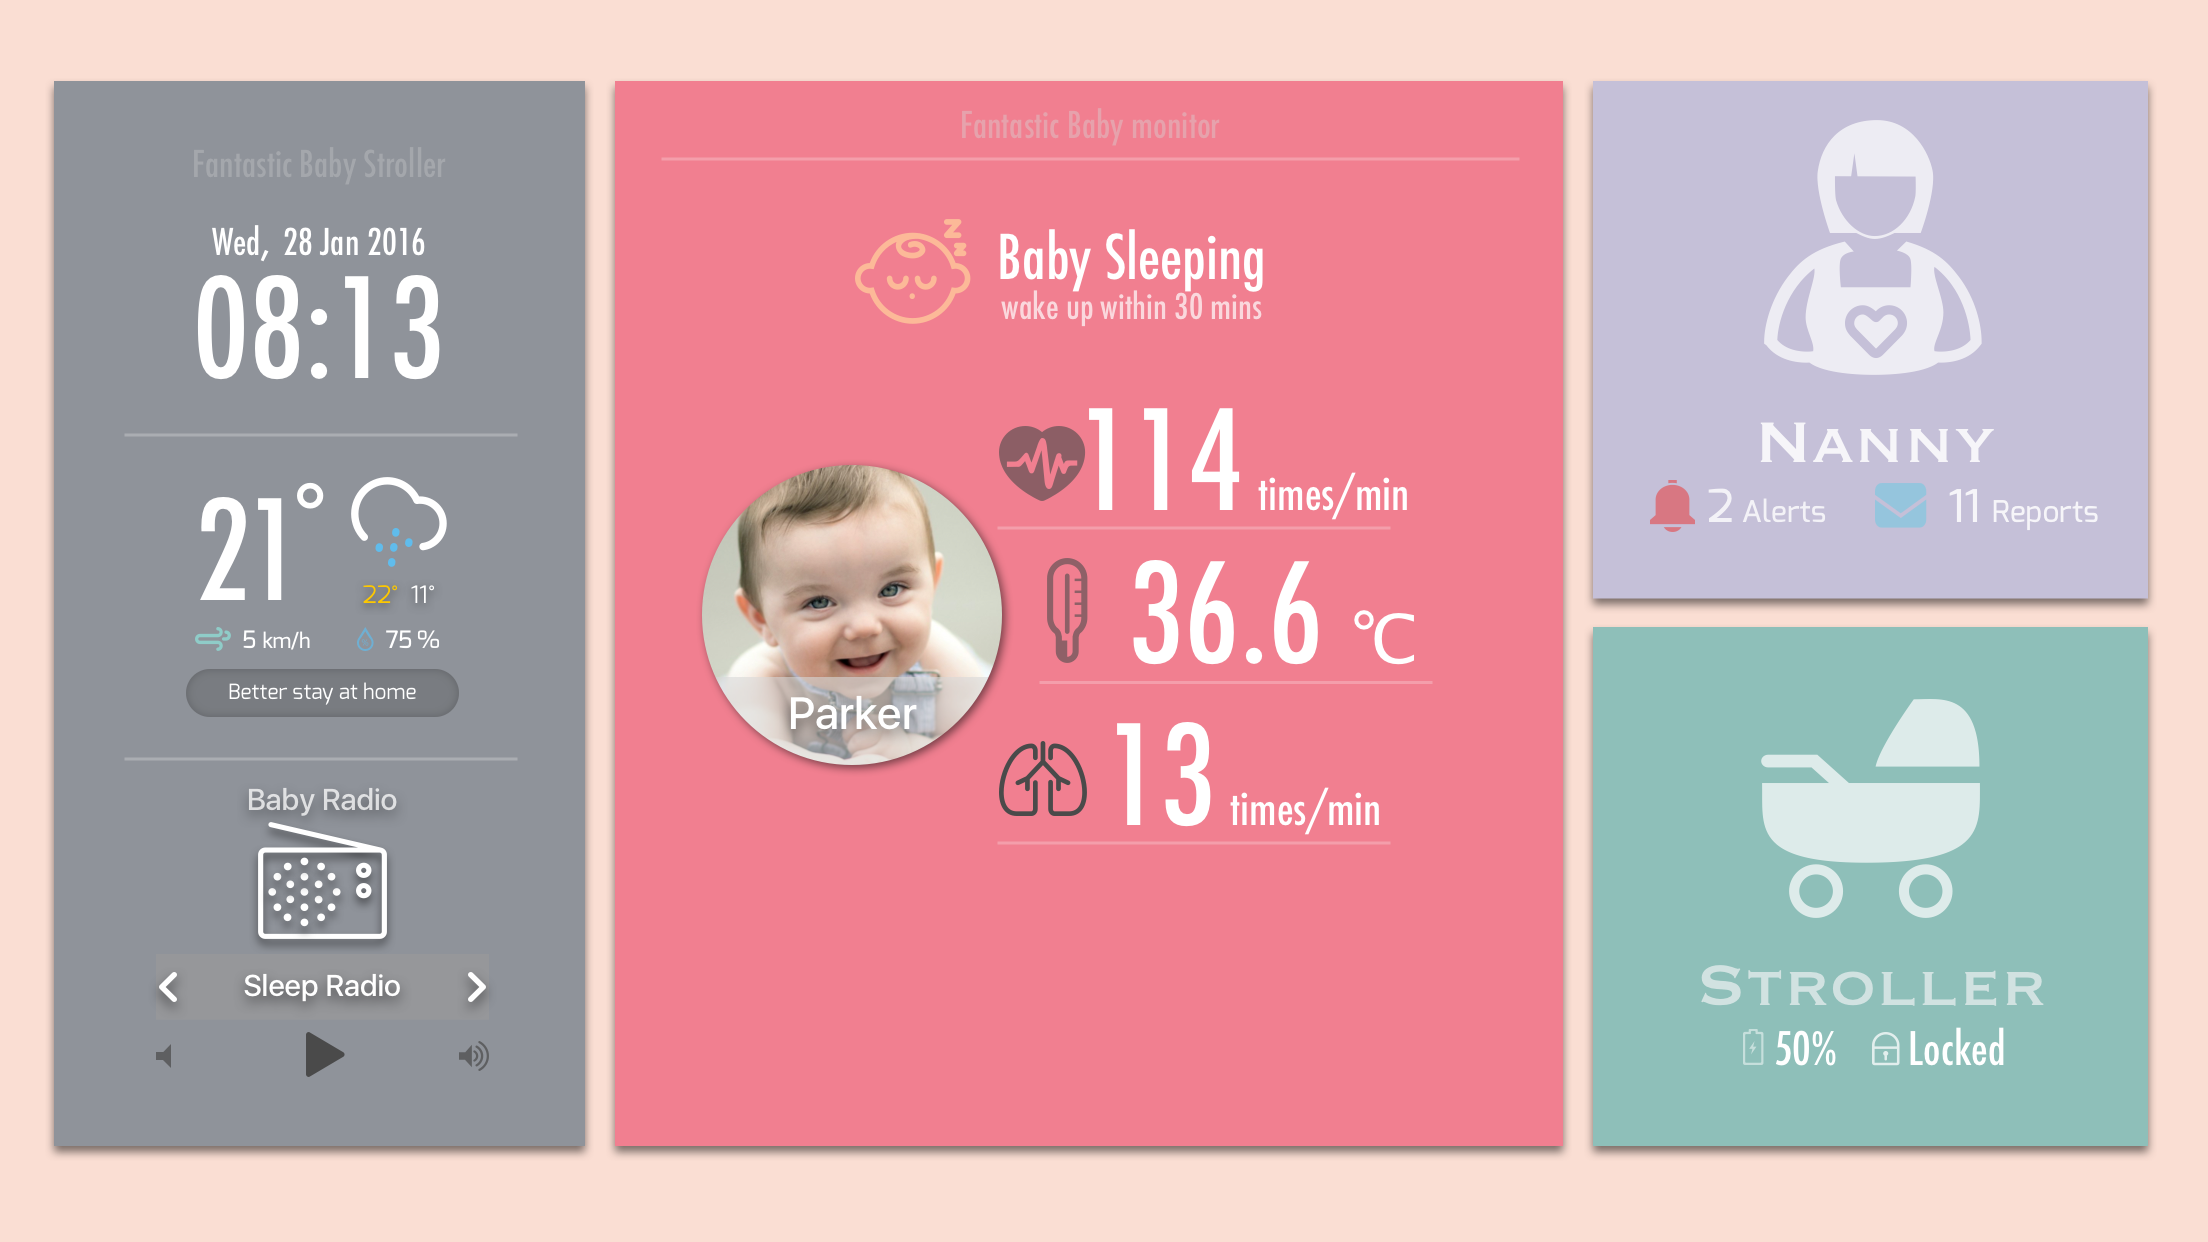 Fantastic Baby Stroller
Wed, 28 Jan 2016
08:13
21°
22° 11°
5 km/h 75 %
Better stay at home
Baby Radio
Sleep Radio
Fantastic Baby monitor
Baby Sleeping
wake up within 30 mins
114 times/min
36.6 °C
Parker
13 times/min
NANNY
2 Alerts 11 Reports
STROLLER
50% Locked